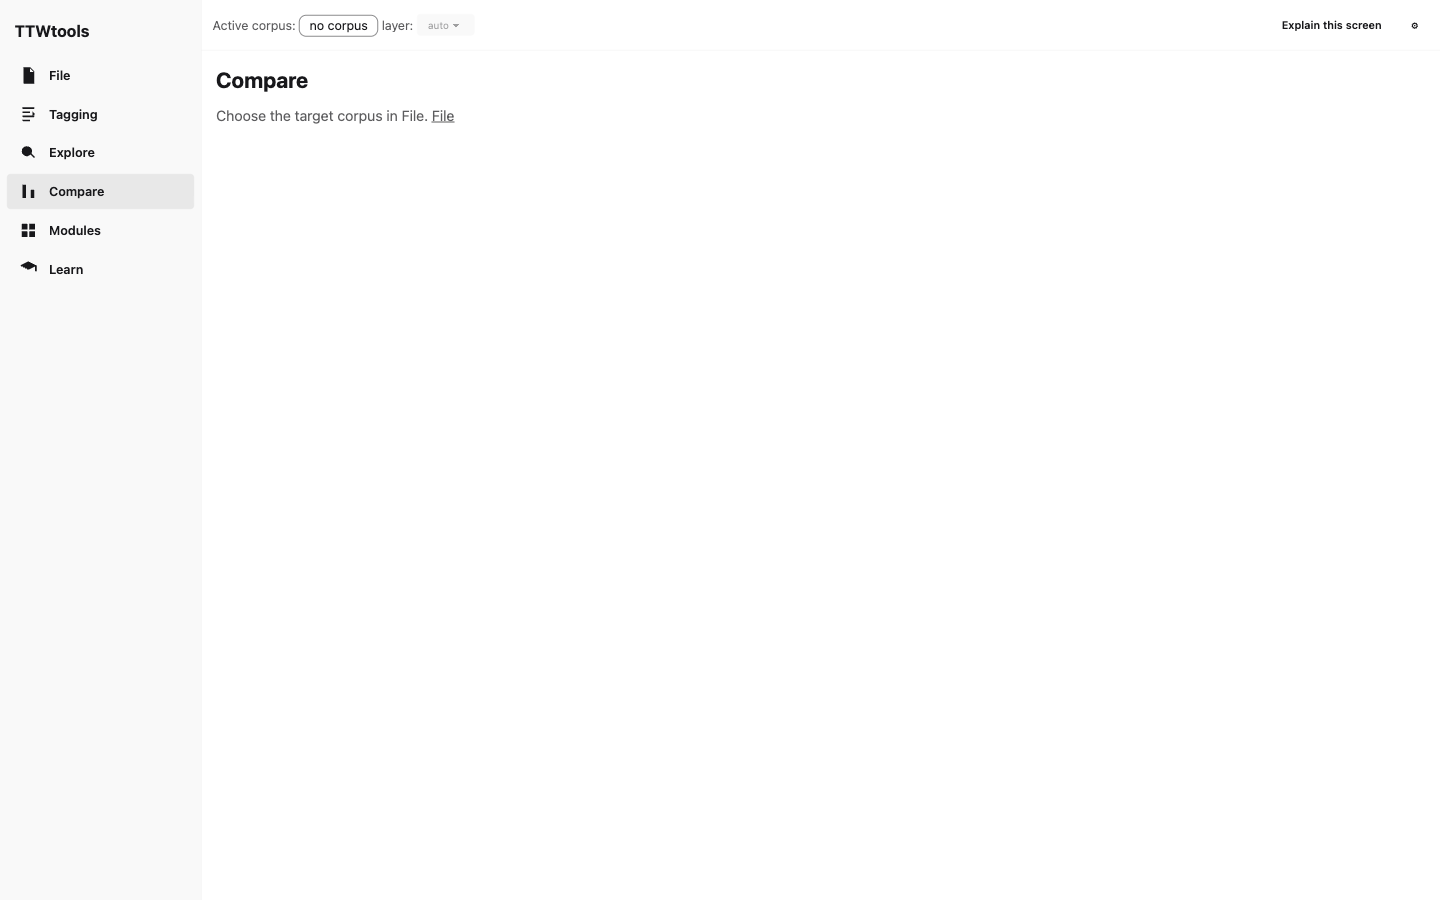 TTWtools
File
Tagging
Explore
Compare
Modules
Learn
Active corpus: no corpus layer: auto
Explain this screen
Compare
Choose the target corpus in File. File